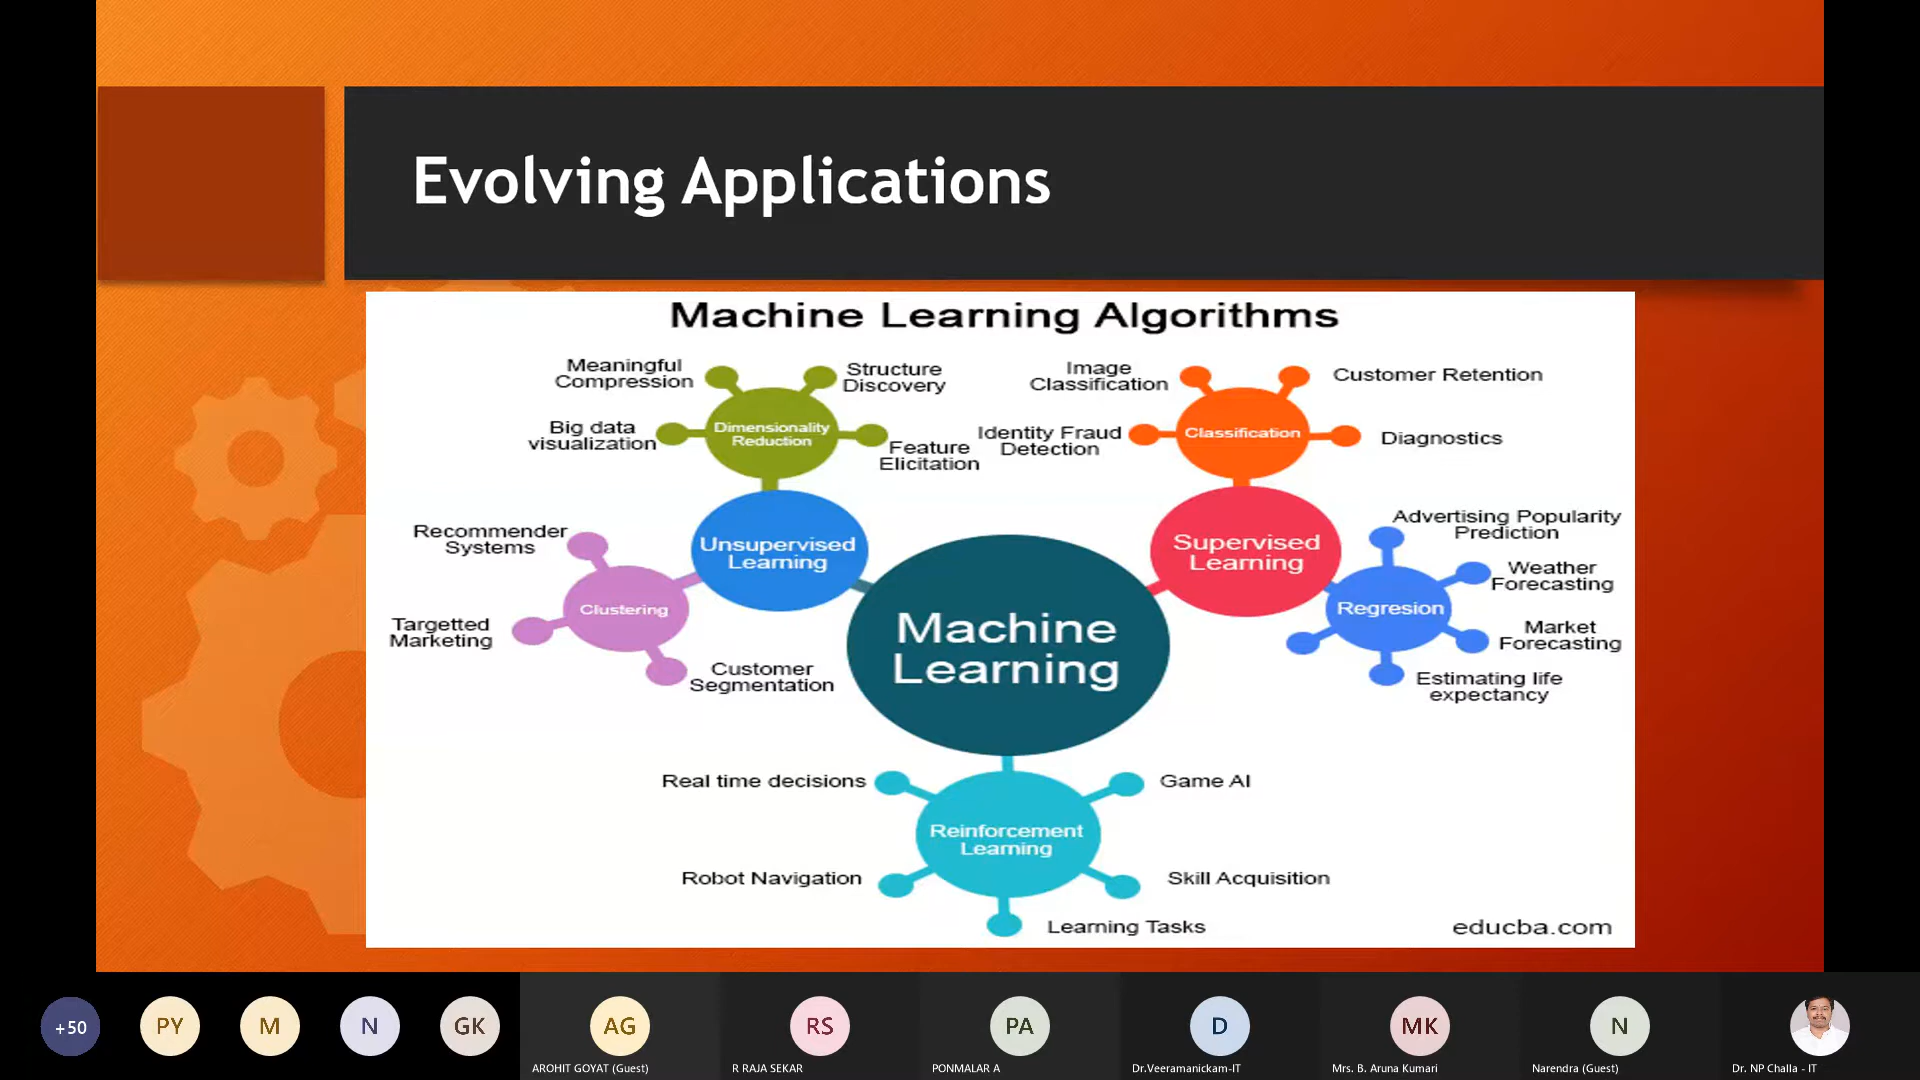 Evolving Applications
Machine Learning Algorithms
Meaningful
Compression
Structure
Discovery
Big data
visualization
Dimensionality
Reduction
Feature
Elicitation
Image
Classification
Customer Retention
Identity Fraud
Detection
Classification
Diagnostics
Recommender
Systems
Unsupervised
Learning
Clustering
Targetted
Marketing
Customer
Segmentation
Machine
Learning
Supervised
Learning
Advertising Popularity
Prediction
Weather
Forecasting
Regresion
Market
Forecasting
Estimating life
expectancy
Real time decisions
Game AI
Reinforcement
Learning
Robot Navigation
Skill Acquisition
Learning Tasks
educba.com
+50
PY
M
N
GK
AG
RS
PA
D
MK
N
AROHIT GOYAT (Guest)
R RAJA SEKAR
PONMALAR A
Dr.Veeramanickam-IT
Mrs. B. Aruna Kumari
Narendra (Guest)
Dr. NP Challa - IT